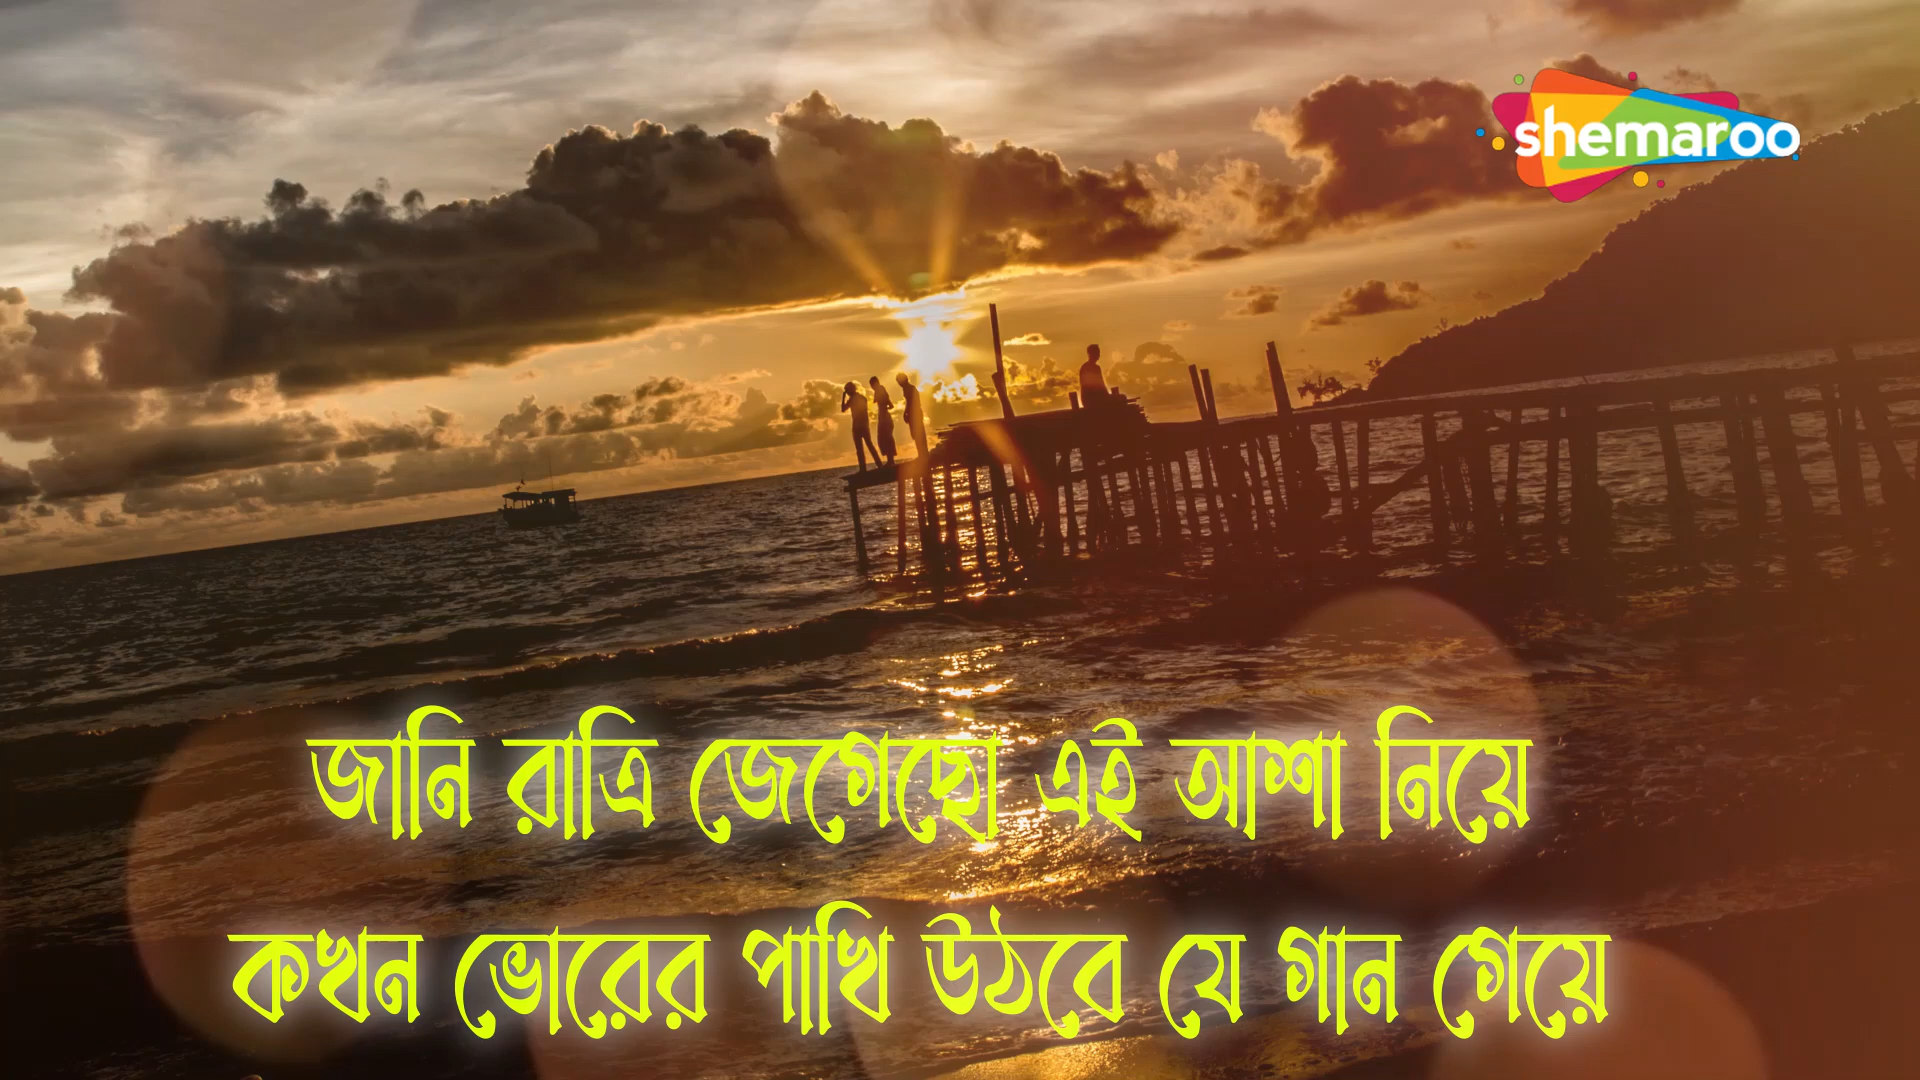 shemaroo
জানি রাত্রি জেগেছো এই আশা নিয়ে
কখন ভোরের পাখি উঠবে যে গান গেয়ে